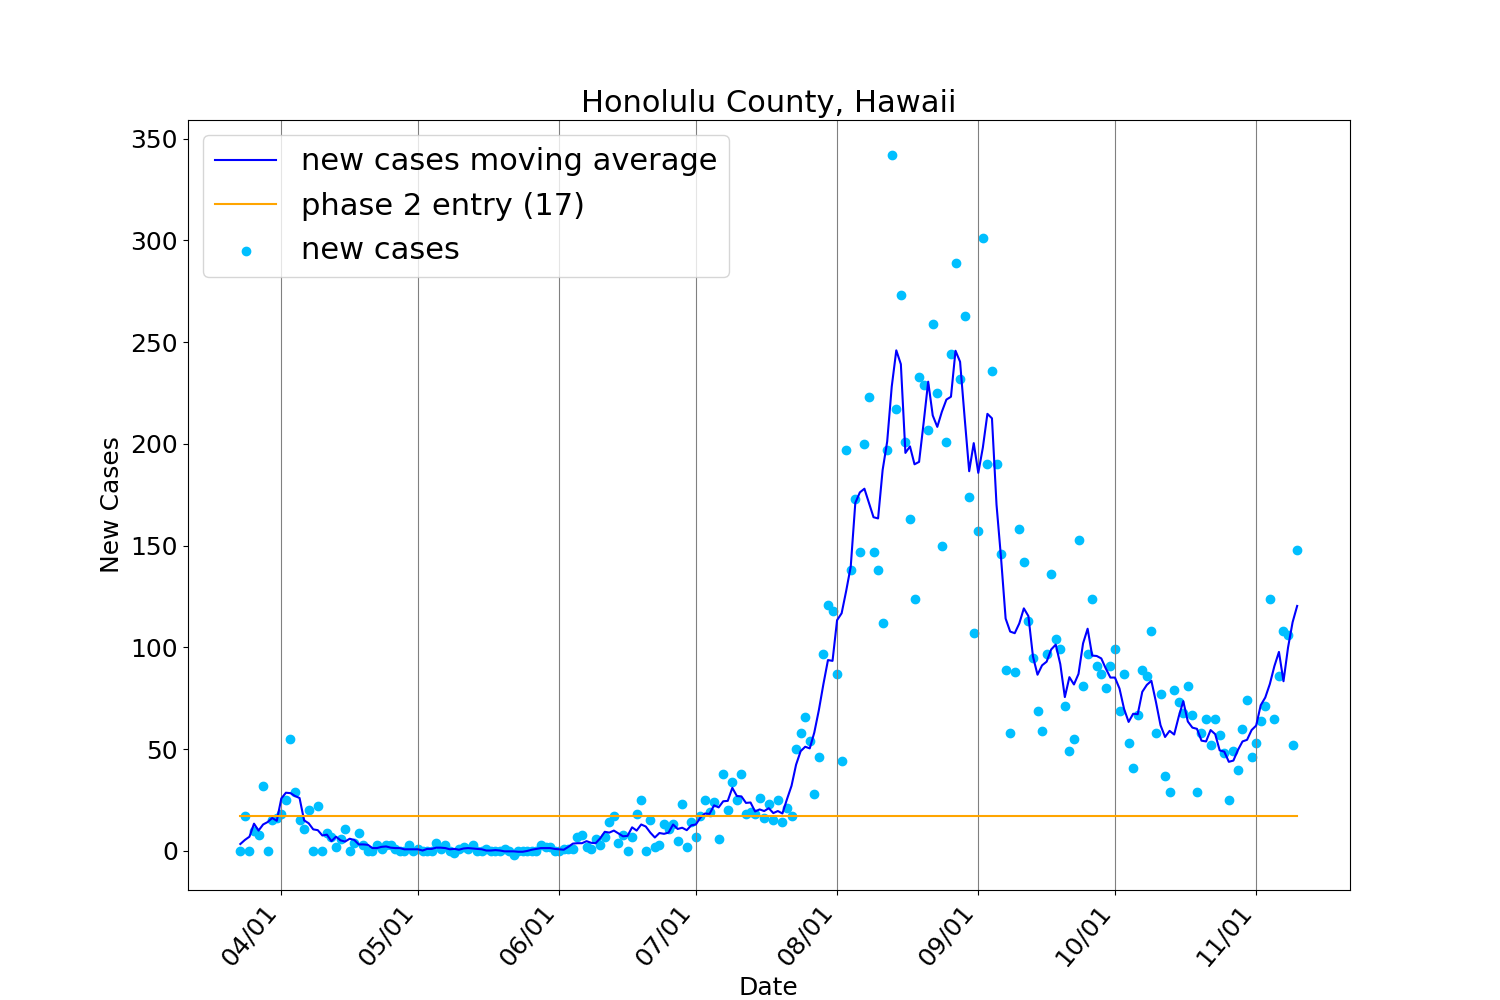 Honolulu County, Hawaii
new cases moving average
phase 2 entry (17)
new cases
New Cases
350
300
250
200
150
100
50
0
04/01
05/01
06/01
07/01
08/01
09/01
10/01
11/01
Date